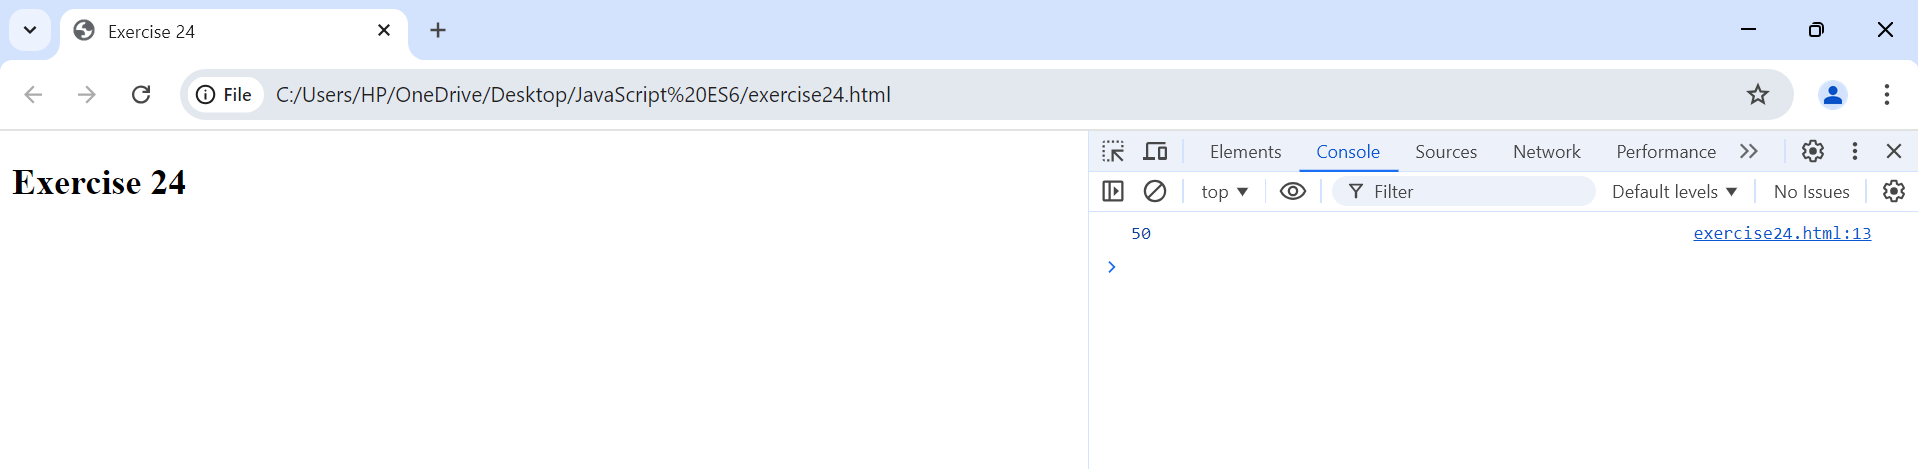 Exercise 24
File C:/Users/HP/OneDrive/Desktop/JavaScript%20ES6/exercise24.html
Exercise 24
Elements Console Sources Network Performance
top Filter Default levels No Issues
50 exercise24.html:13